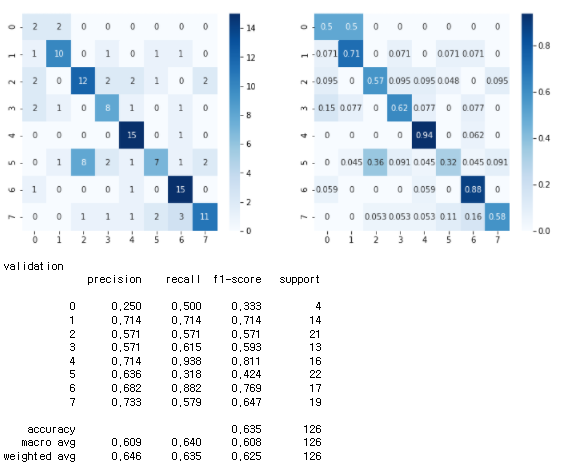 0 2 2 0 0 0 0 0 0
1 1 10 0 1 0 1 1 0
2 2 0 12 2 2 1 0 2
3 2 1 0 8 1 0 1 0
4 0 0 0 0 15 0 1 0
5 0 1 8 2 1 7 1 2
6 1 0 0 0 1 0 15 0
7 0 0 1 1 1 2 3 11
0 1 2 3 4 5 6 7
14
12
10
8
6
4
2
0
0 0.5 0.5 0 0 0 0 0 0
1 0.071 0.71 0 0.071 0 0.071 0.071 0
2 0.095 0 0.57 0.095 0.095 0.048 0 0.095
3 0.15 0.077 0 0.62 0.077 0 0.077 0
4 0 0 0 0 0.94 0 0.062 0
5 0 0.045 0.36 0.091 0.045 0.32 0.045 0.091
6 0.059 0 0 0 0.059 0 0.88 0
7 0 0 0.053 0.053 0.053 0.11 0.16 0.58
0 1 2 3 4 5 6 7
0.8
0.6
0.4
0.2
0.0
validation
precision recall f1-score support
0 0.250 0.500 0.333 4
1 0.714 0.714 0.714 14
2 0.571 0.571 0.571 21
3 0.571 0.615 0.593 13
4 0.714 0.938 0.811 16
5 0.636 0.318 0.424 22
6 0.682 0.882 0.769 17
7 0.733 0.579 0.647 19
accuracy 0.635 126
macro avg 0.609 0.640 0.608 126
weighted avg 0.646 0.635 0.625 126